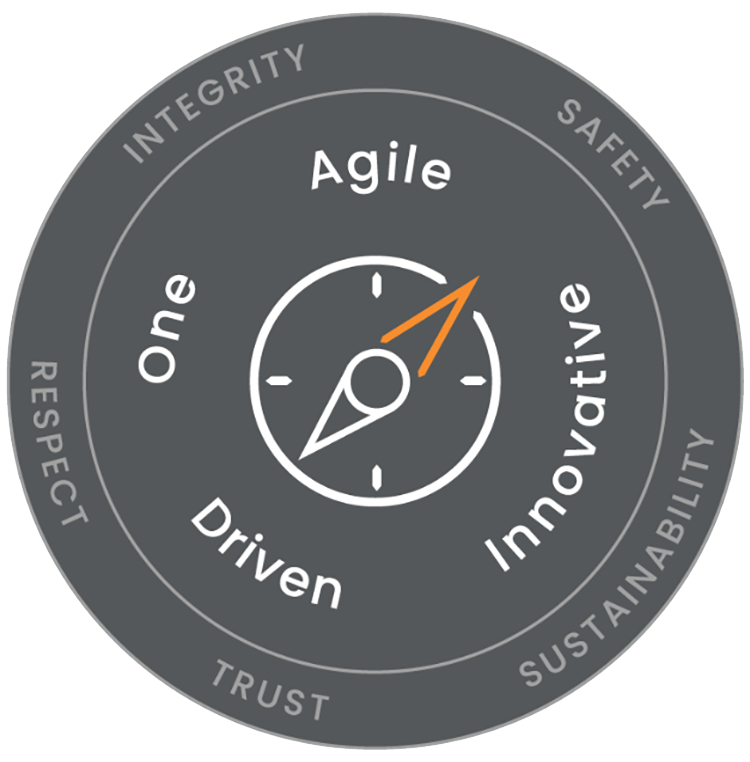 INTEGRITY
SAFETY
SUSTAINABILITY
TRUST
RESPECT
Agile
Innovative
Driven
One